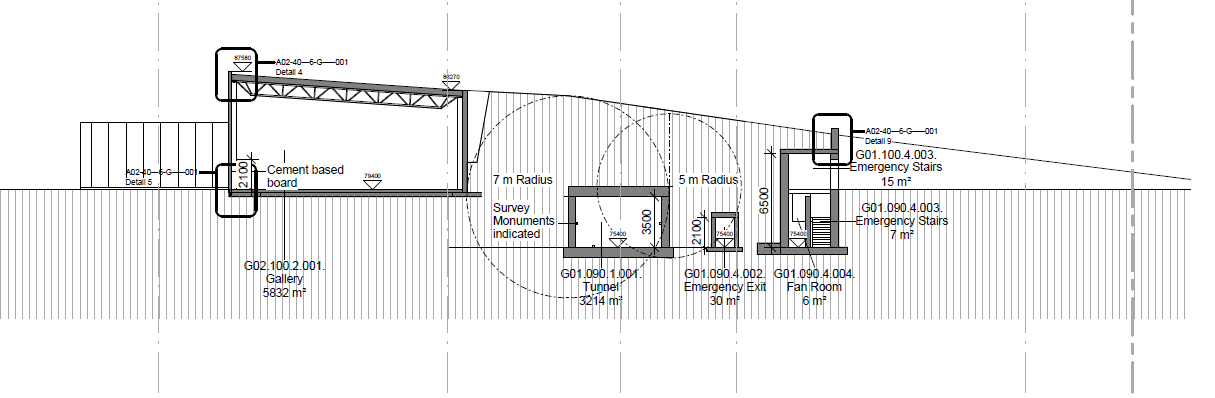 87580
A02-40—6-G—-001
Detail 4
83270
A02-40—6-G—-001
Detail 9
A02-40—6-G—-001
Detail 5
2100
Cement based
board
79400
7 m Radius
5 m Radius
Survey
Monuments
indicated
3500
75400
2100
75400
6500
75400
G01.100.4.003.
Emergency Stairs
15 m²
G01.090.4.003.
Emergency Stairs
7 m²
G02.100.2.001.
Gallery
5832 m²
G01.090.1.001.
Tunnel
3214 m²
G01.090.4.002.
Emergency Exit
30 m²
G01.090.4.004.
Fan Room
6 m²